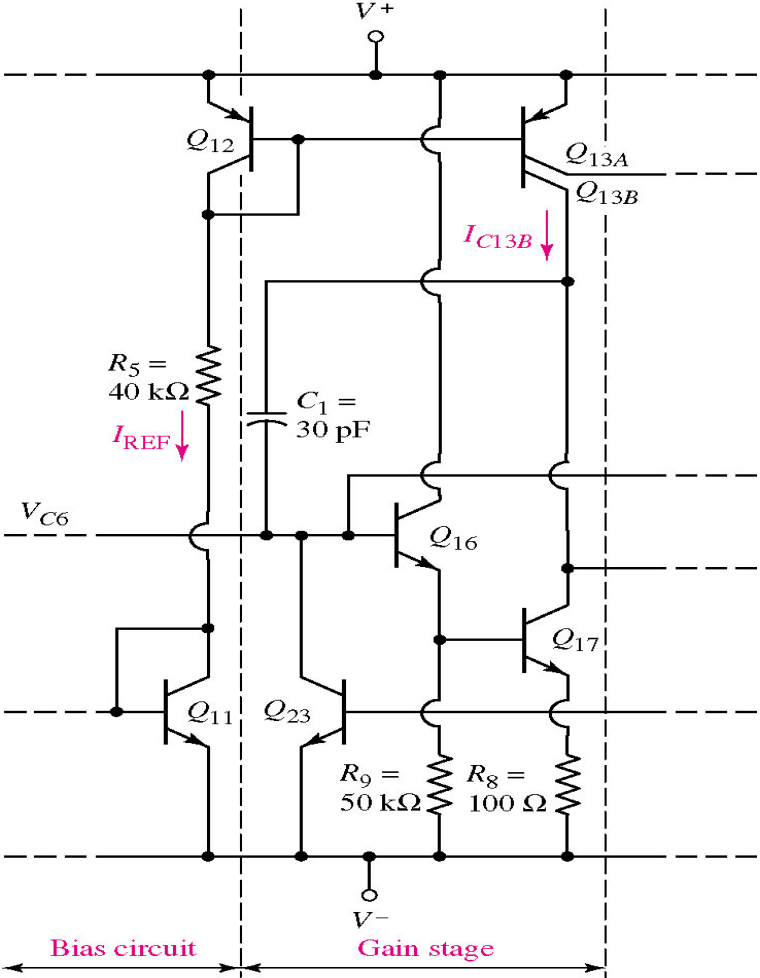 V+
Q12
Q13A
Q13B
IC13B
R5 =
40 kΩ
C1 =
30 pF
IREF
VC6
Q16
Q17
Q11
Q23
R9 =
50 kΩ
R8 =
100 Ω
V−
Bias circuit
Gain stage